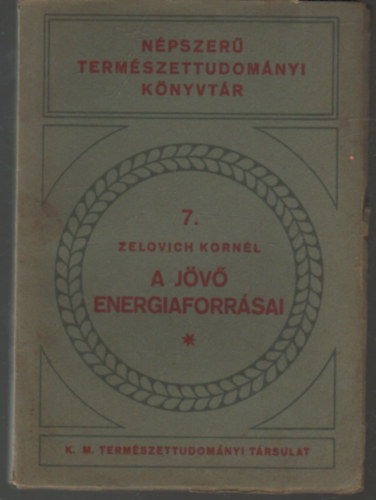 NÉPSZERŰ
TERMÉSZETTUDOMÁNYI
KÖNYVTÁR
7.
ZELOVICH KORNÉL
A JÖVŐ
ENERGIAFORRÁSAI
*
K. M. TERMÉSZETTUDOMÁNYI TÁRSULAT